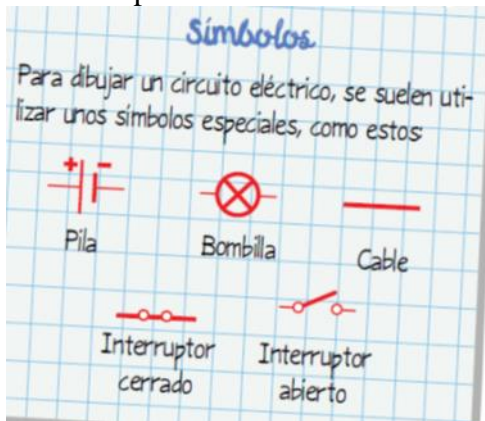 Símbolos
Para dibujar un circuito eléctrico, se suelen uti-
lizar unos símbolos especiales, como estos:
+ -
Pila
Bombilla
Cable
Interruptor
cerrado
Interruptor
abierto